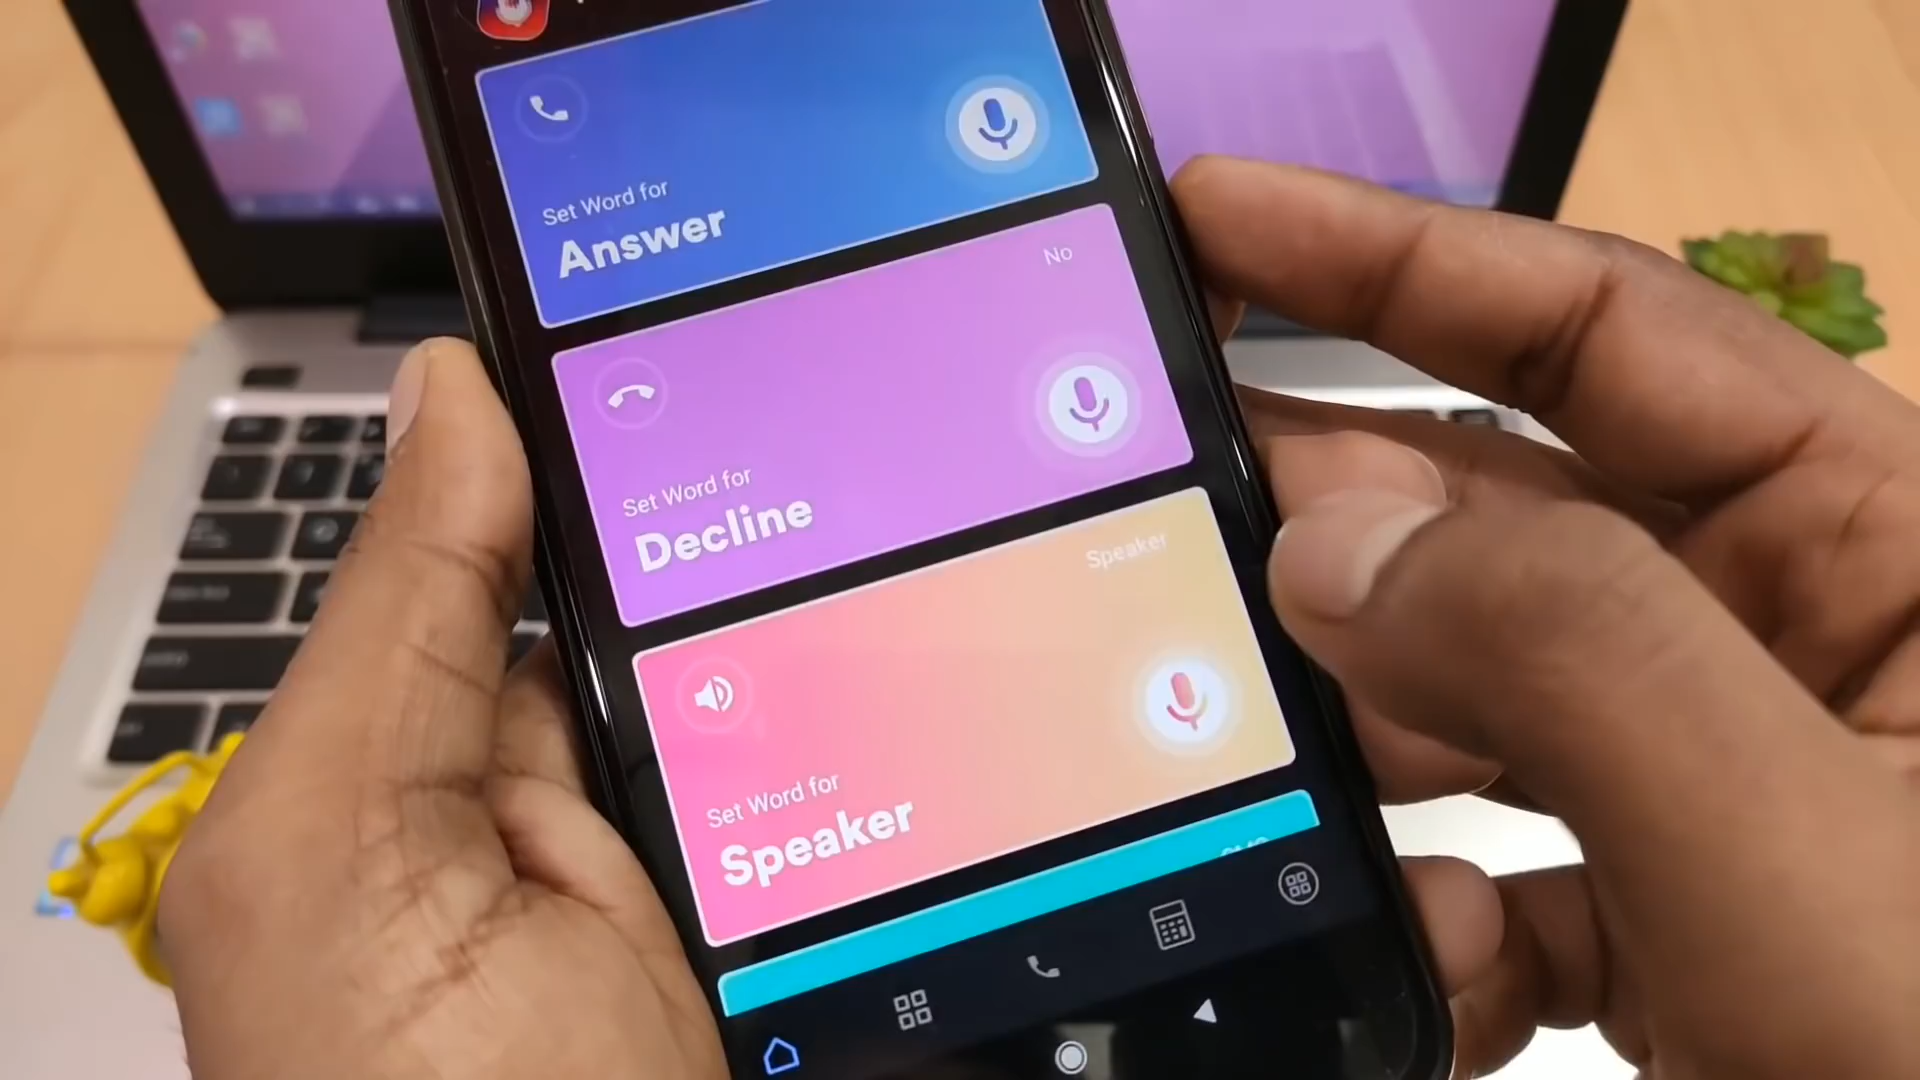 Set Word for
Answer
No
Set Word for
Decline
Speaker
Set Word for
Speaker